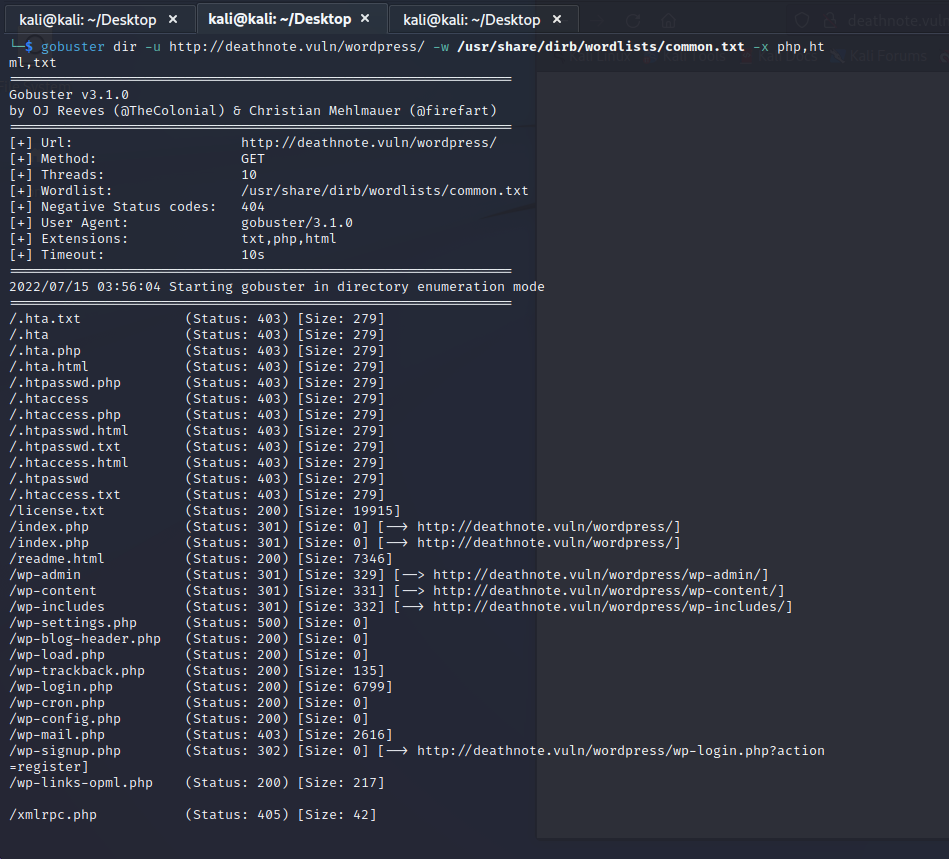 kali@kali: ~/Desktop × kali@kali: ~/Desktop × kali@kali: ~/Desktop ×
deathnote.vuln
└─$ gobuster dir -u http://deathnote.vuln/wordpress/ -w /usr/share/dirb/wordlists/common.txt -x php,ht
ml,txt
Kali Linux Kali Tools Kali Docs Kali Forums
===============================================================
Gobuster v3.1.0
by OJ Reeves (@TheColonial) & Christian Mehlmauer (@firefart)
===============================================================
[+] Url: http://deathnote.vuln/wordpress/
[+] Method: GET
[+] Threads: 10
[+] Wordlist: /usr/share/dirb/wordlists/common.txt
[+] Negative Status codes: 404
[+] User Agent: gobuster/3.1.0
[+] Extensions: txt,php,html
[+] Timeout: 10s
===============================================================
2022/07/15 03:56:04 Starting gobuster in directory enumeration mode
===============================================================
/.hta.txt (Status: 403) [Size: 279]
/.hta (Status: 403) [Size: 279]
/.hta.php (Status: 403) [Size: 279]
/.hta.html (Status: 403) [Size: 279]
/.htpasswd.php (Status: 403) [Size: 279]
/.htaccess (Status: 403) [Size: 279]
/.htaccess.php (Status: 403) [Size: 279]
/.htpasswd.html (Status: 403) [Size: 279]
/.htpasswd.txt (Status: 403) [Size: 279]
/.htaccess.html (Status: 403) [Size: 279]
/.htpasswd (Status: 403) [Size: 279]
/.htaccess.txt (Status: 403) [Size: 279]
/license.txt (Status: 200) [Size: 19915]
/index.php (Status: 301) [Size: 0] [--> http://deathnote.vuln/wordpress/]
/index.php (Status: 301) [Size: 0] [--> http://deathnote.vuln/wordpress/]
/readme.html (Status: 200) [Size: 7346]
/wp-admin (Status: 301) [Size: 329] [--> http://deathnote.vuln/wordpress/wp-admin/]
/wp-content (Status: 301) [Size: 331] [--> http://deathnote.vuln/wordpress/wp-content/]
/wp-includes (Status: 301) [Size: 332] [--> http://deathnote.vuln/wordpress/wp-includes/]
/wp-settings.php (Status: 500) [Size: 0]
/wp-blog-header.php (Status: 200) [Size: 0]
/wp-load.php (Status: 200) [Size: 0]
/wp-trackback.php (Status: 200) [Size: 135]
/wp-login.php (Status: 200) [Size: 6799]
/wp-cron.php (Status: 200) [Size: 0]
/wp-config.php (Status: 200) [Size: 0]
/wp-mail.php (Status: 403) [Size: 2616]
/wp-signup.php (Status: 302) [Size: 0] [--> http://deathnote.vuln/wordpress/wp-login.php?action
=register]
/wp-links-opml.php (Status: 200) [Size: 217]
/xmlrpc.php (Status: 405) [Size: 42]